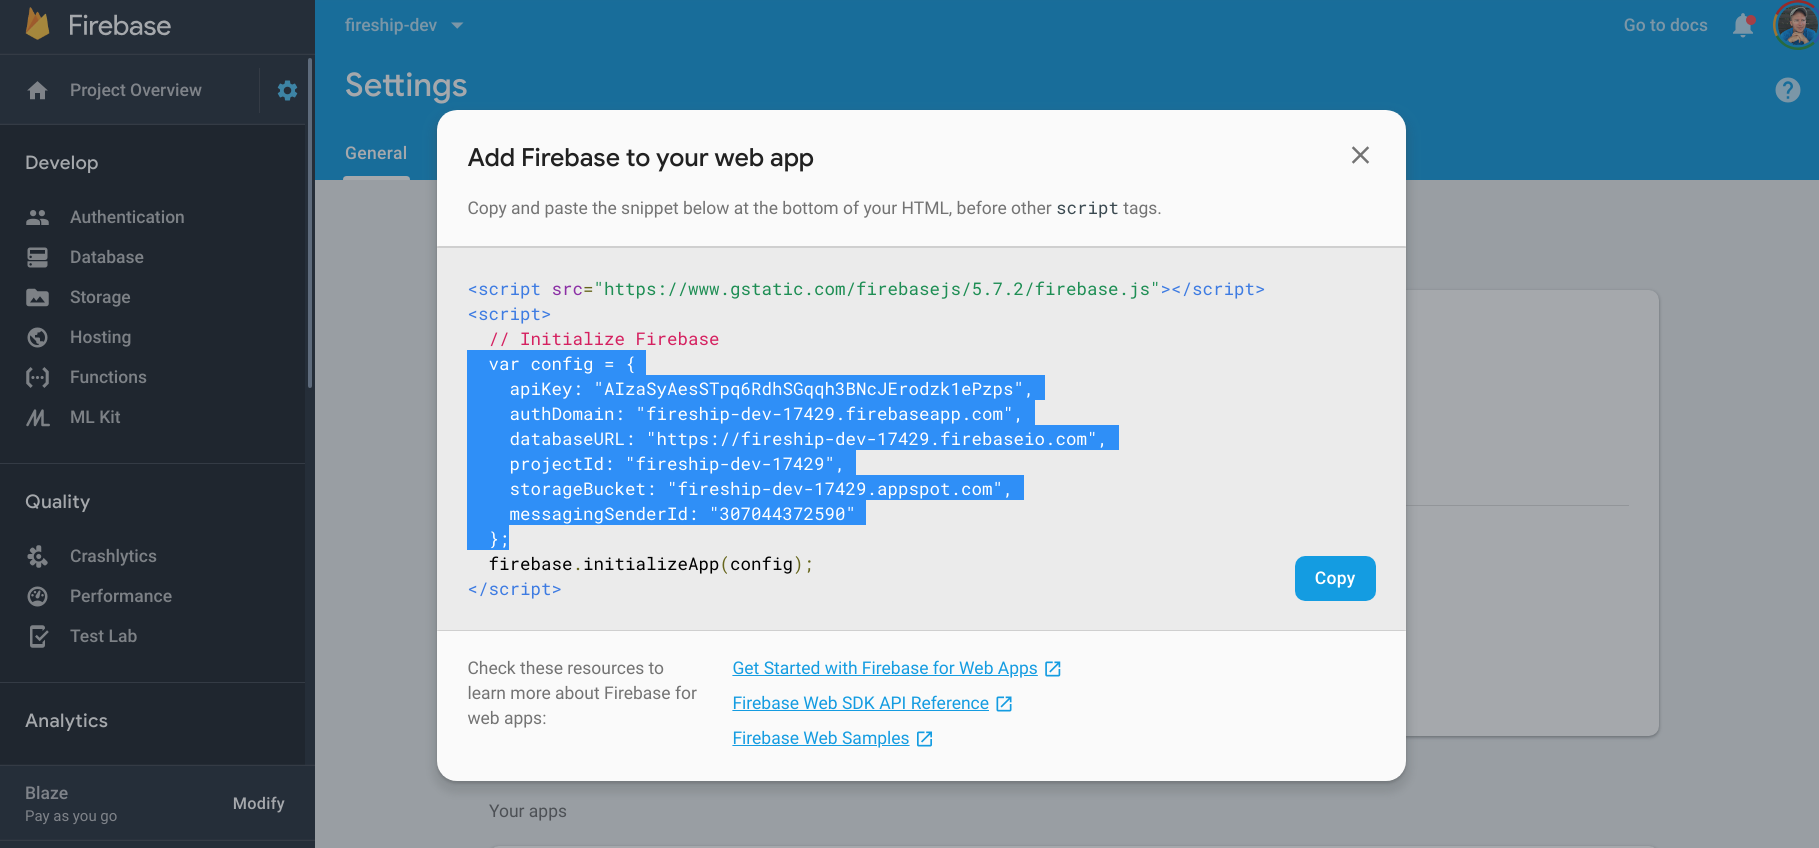 Firebase
fireship-dev
Go to docs
Project Overview
Settings
Develop
General
Authentication
Database
Storage
Hosting
Functions
ML Kit
Quality
Crashlytics
Performance
Test Lab
Analytics
Blaze
Pay as you go
Modify
Add Firebase to your web app
Copy and paste the snippet below at the bottom of your HTML, before other script tags.
<script src="https://www.gstatic.com/firebasejs/5.7.2/firebase.js"></script>
<script>
// Initialize Firebase
var config = {
apiKey: "AIzaSyAesSTpq6RdhSGqqh3BNcJErodzk1ePzps",
authDomain: "fireship-dev-17429.firebaseapp.com",
databaseURL: "https://fireship-dev-17429.firebaseio.com",
projectId: "fireship-dev-17429",
storageBucket: "fireship-dev-17429.appspot.com",
messagingSenderId: "307044372590"
};
firebase.initializeApp(config);
</script>
Copy
Check these resources to
learn more about Firebase for
web apps:
Get Started with Firebase for Web Apps
Firebase Web SDK API Reference
Firebase Web Samples
Your apps